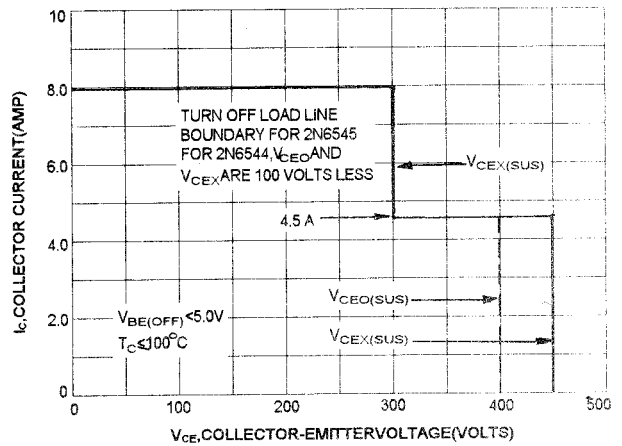 10
8.0
6.0
4.0
2.0
0
IC,COLLECTOR CURRENT(AMP)
TURN OFF LOAD LINE
BOUNDARY FOR 2N6545
FOR 2N6544,VCEO AND
VCEX ARE 100 VOLTS LESS
VCEX(SUS)
4.5 A
VCEO(SUS)
VBE(OFF)<5.0V
TC≤100°C
VCEX(SUS)
0
100
200
300
400
500
VCE,COLLECTOR-EMITTERVOLTAGE(VOLTS)